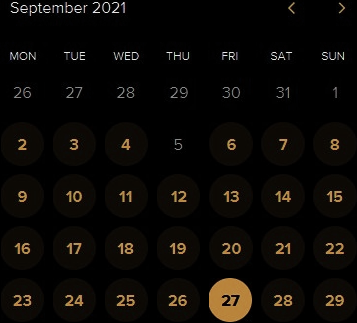 September 2021
MON TUE WED THU FRI SAT SUN
26 27 28 29 30 31 1
2 3 4 5 6 7 8
9 10 11 12 13 14 15
16 17 18 19 20 21 22
23 24 25 26 27 28 29